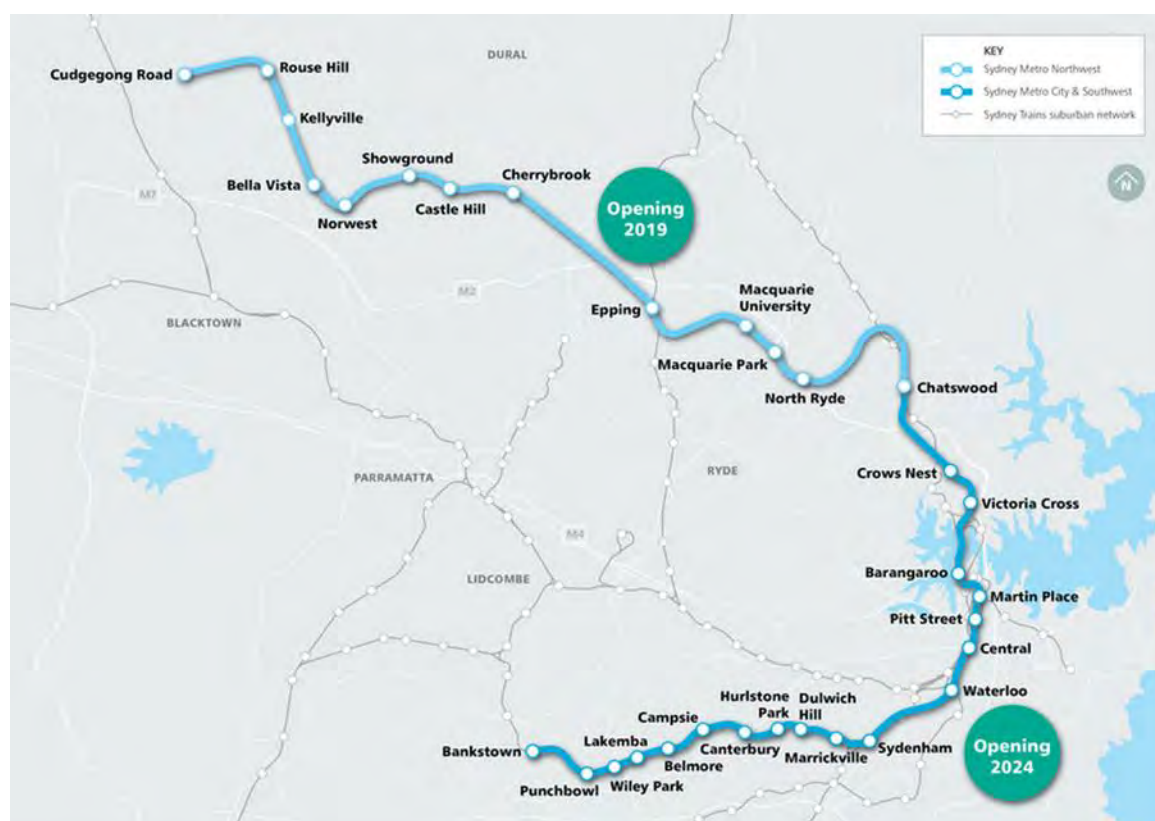 DURAL
KEY
Sydney Metro Northwest
Sydney Metro City & Southwest
Sydney Trains suburban network
N
Cudgegong Road
Rouse Hill
Kellyville
Showground
Cherrybrook
Bella Vista
M7
Castle Hill
Norwest
Opening
2019
M2
Macquarie
University
Epping
BLACKTOWN
Macquarie Park
North Ryde
Chatswood
PARRAMATTA
RYDE
Crows Nest
Victoria Cross
M4
LIDCOMBE
Barangaroo
Martin Place
Pitt Street
Central
Waterloo
Hurlstone
Park
Dulwich
Hill
Campsie
Lakemba
Bankstown
Canterbury
Sydenham
Marrickville
Belmore
Wiley Park
Punchbowl
Opening
2024